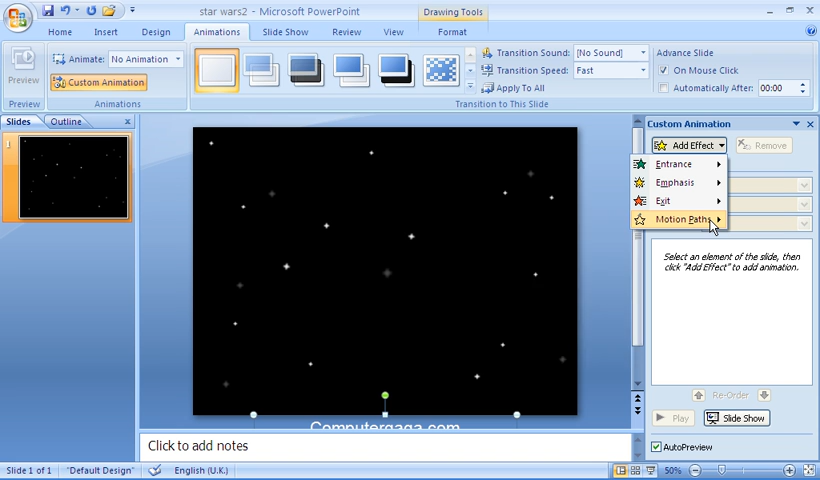 star wars2 - Microsoft PowerPoint
Drawing Tools
Home
Insert
Design
Animations
Slide Show
Review
View
Format
Preview
Animate:
No Animation
Custom Animation
Transition Sound:
[No Sound]
Transition Speed:
Fast
Apply To All
Advance Slide
On Mouse Click
Automatically After:
00:00
Preview
Animations
Transition to This Slide
Slides
Outline
1
Custom Animation
Add Effect
Remove
Entrance
Emphasis
Exit
Motion Paths
Select an element of the slide, then
click "Add Effect" to add animation.
Re-Order
Play
Slide Show
AutoPreview
Computergaga.com
Click to add notes
Slide 1 of 1
"Default Design"
English (U.K.)
50%